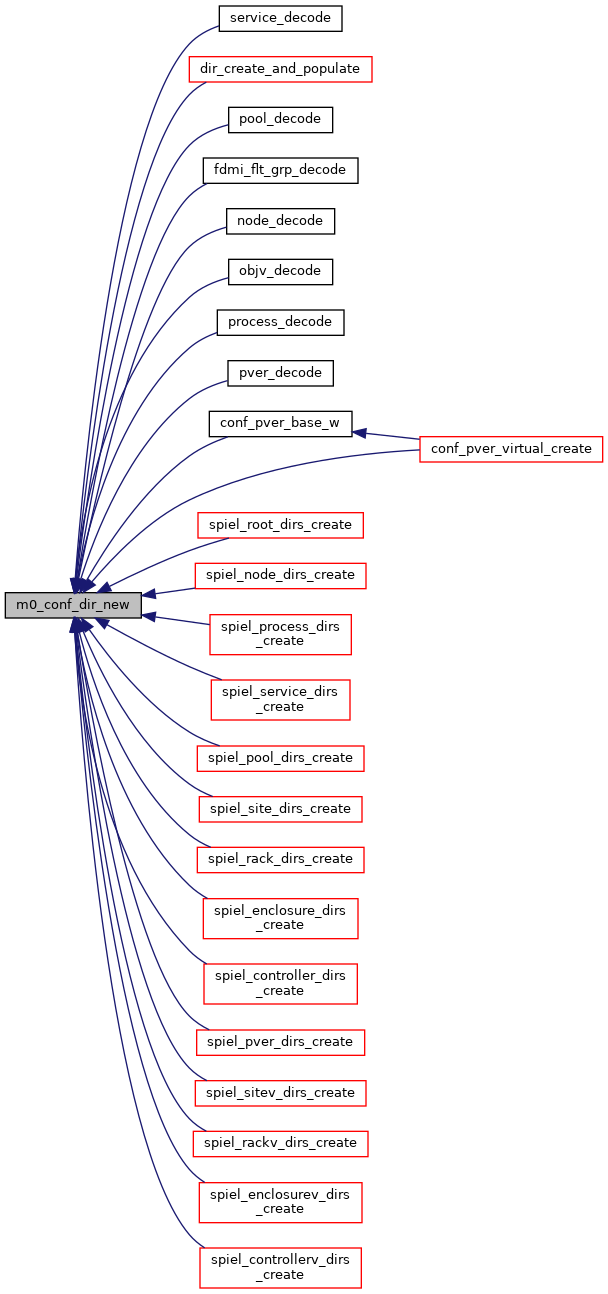 service_decode
dir_create_and_populate
pool_decode
fdmi_flt_grp_decode
node_decode
objv_decode
process_decode
pver_decode
conf_pver_base_w
conf_pver_virtual_create
spiel_root_dirs_create
spiel_node_dirs_create
m0_conf_dir_new
spiel_process_dirs
_create
spiel_service_dirs
_create
spiel_pool_dirs_create
spiel_site_dirs_create
spiel_rack_dirs_create
spiel_enclosure_dirs
_create
spiel_controller_dirs
_create
spiel_pver_dirs_create
spiel_sitev_dirs_create
spiel_rackv_dirs_create
spiel_enclosurev_dirs
_create
spiel_controllerv_dirs
_create